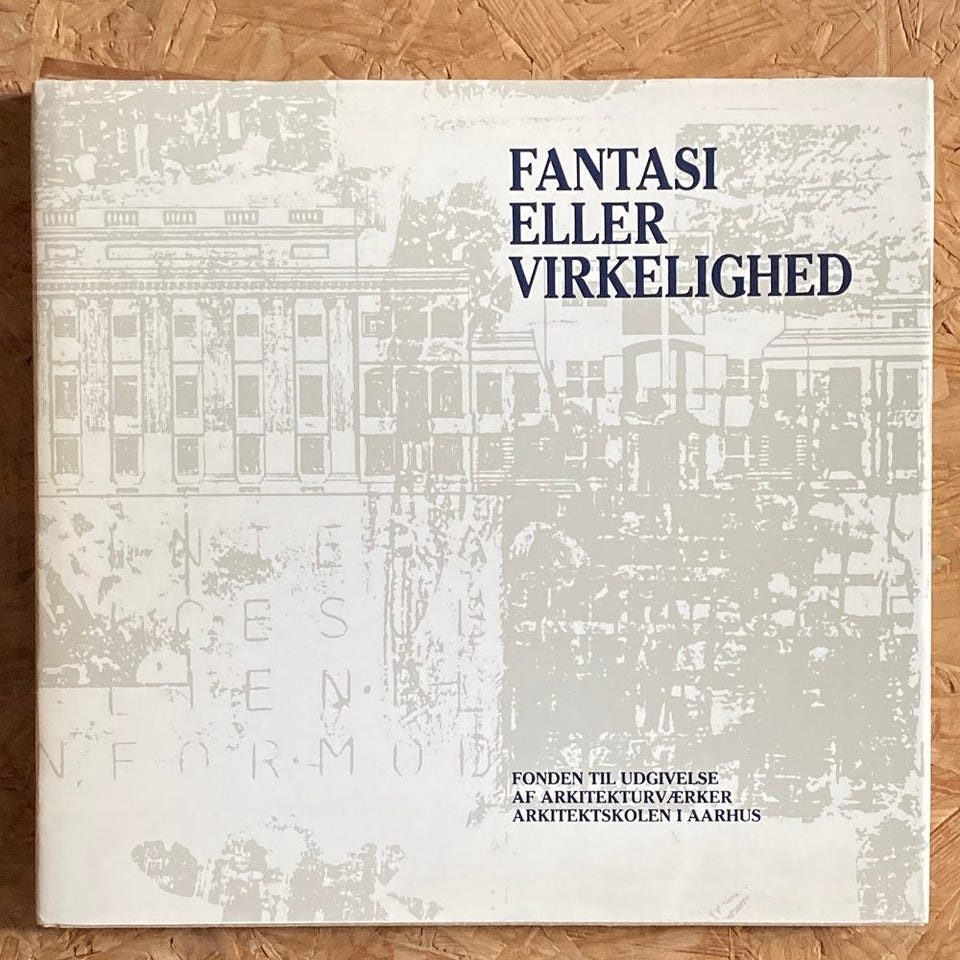 FANTASI
ELLER
VIRKELIGHED
N T E
C E S
L I E N · H
N F O R · M O D
FONDEN TIL UDGIVELSE
AF ARKITEKTURVÆRKER
ARKITEKTSKOLEN I AARHUS